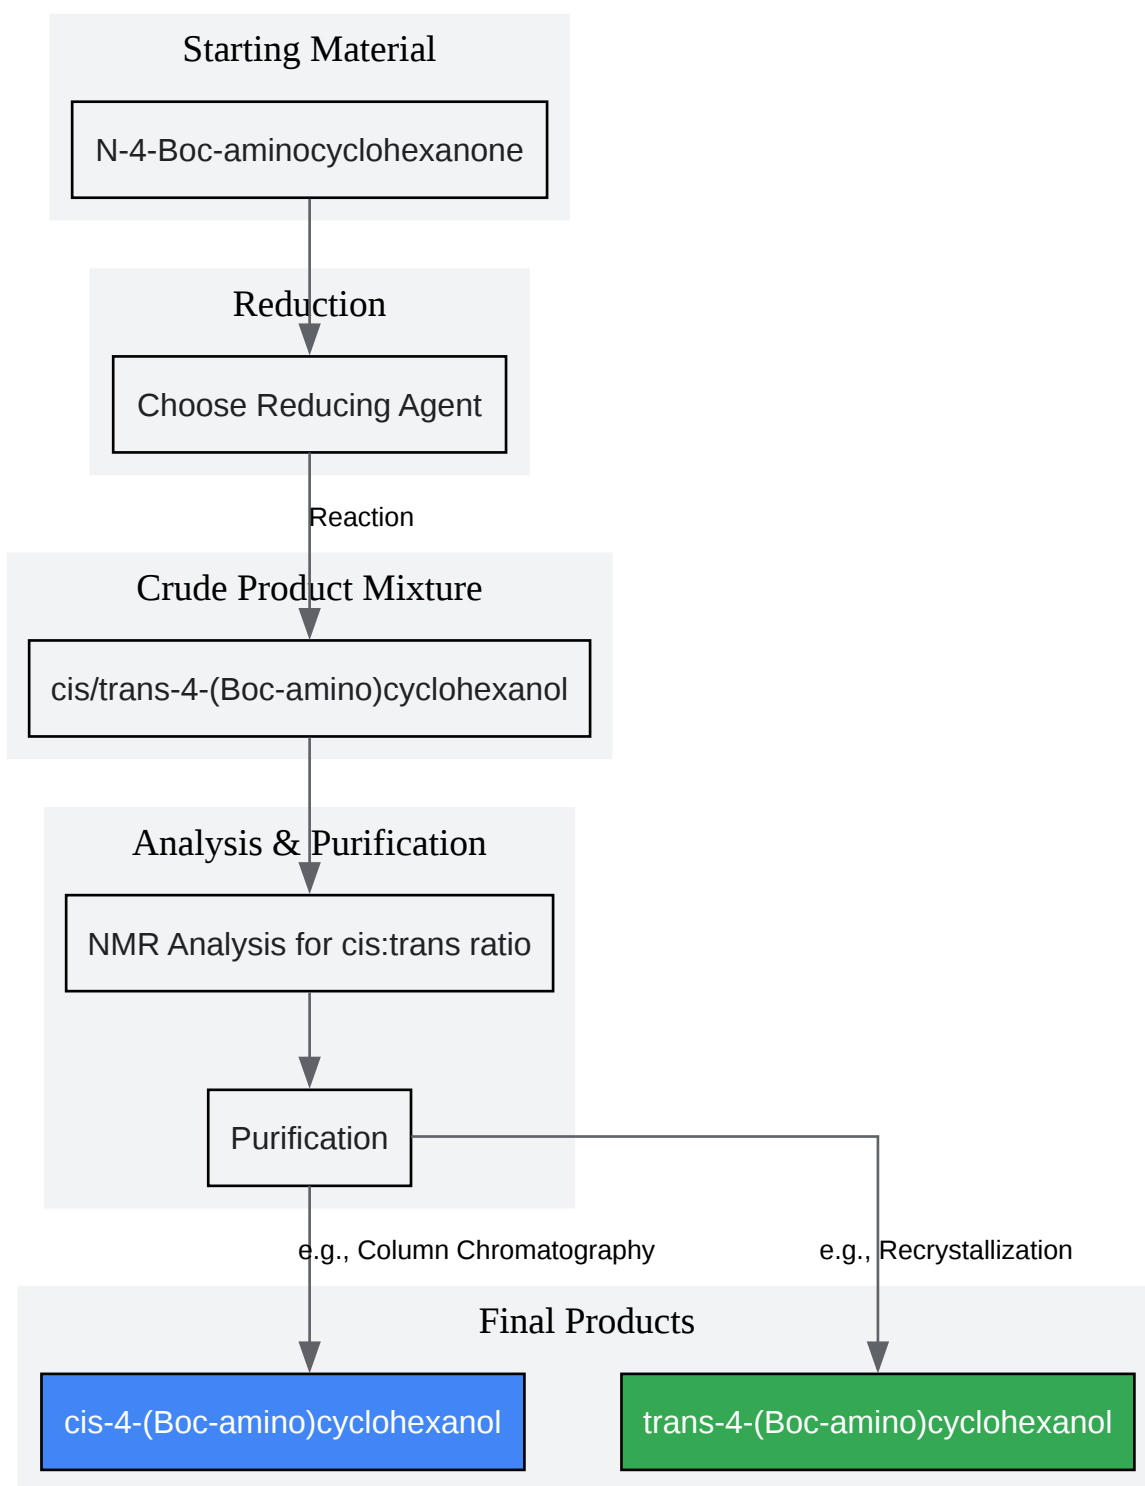 Starting Material
N-4-Boc-aminocyclohexanone
Reduction
Choose Reducing Agent
Reaction
Crude Product Mixture
cis/trans-4-(Boc-amino)cyclohexanol
Analysis & Purification
NMR Analysis for cis:trans ratio
Purification
e.g., Column Chromatography
e.g., Recrystallization
Final Products
cis-4-(Boc-amino)cyclohexanol
trans-4-(Boc-amino)cyclohexanol